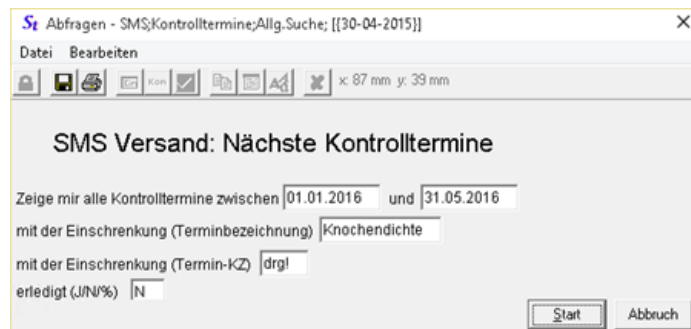 St Abfragen - SMS;Kontrolltermine;Allg.Suche; [{30-04-2015}]
Datei Bearbeiten
Kon x: 87 mm y: 39 mm
SMS Versand: Nächste Kontrolltermine
Zeige mir alle Kontrolltermine zwischen 01.01.2016 und 31.05.2016
mit der Einschrenkung (Terminbezeichnung) Knochendichte
mit der Einschrenkung (Termin-KZ) drg!
erledigt (J/N/%) N
Start Abbruch